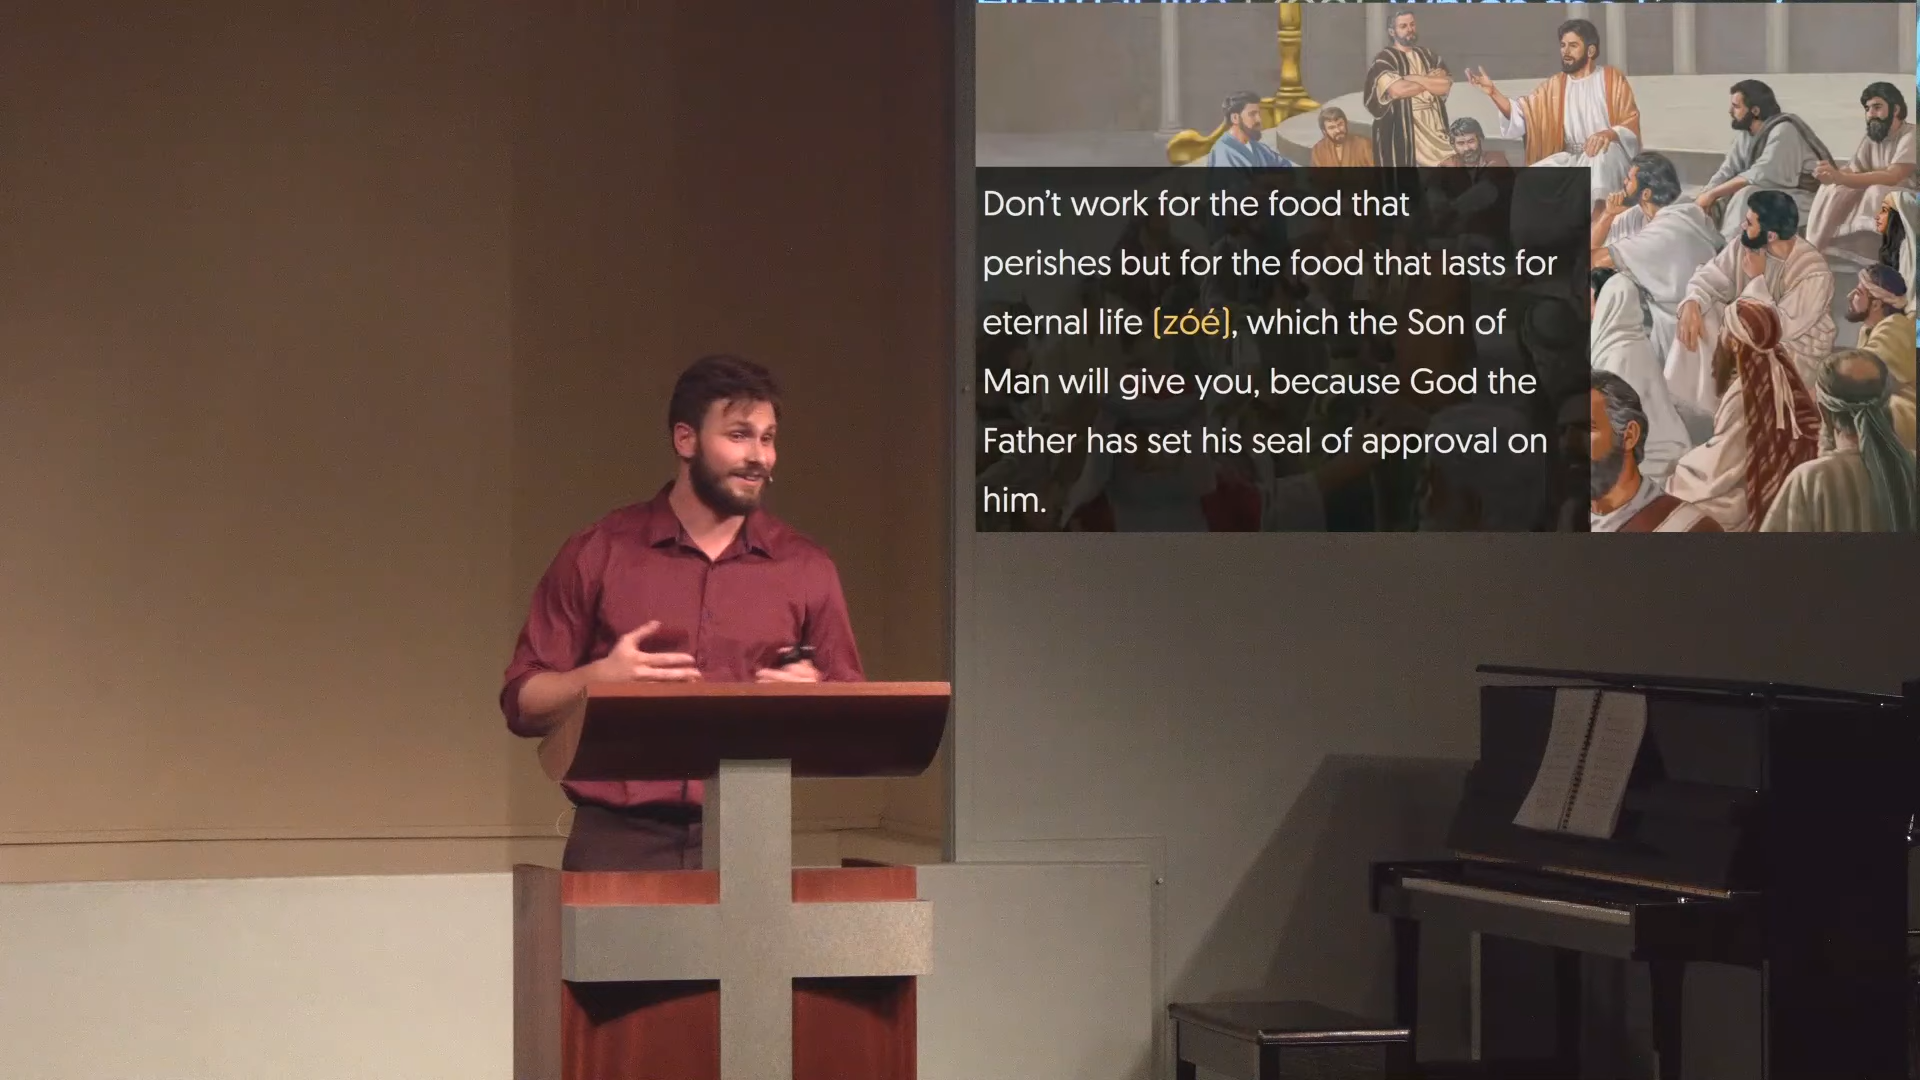 Don't work for the food that
perishes but for the food that lasts for
eternal life (zóé), which the Son of
Man will give you, because God the
Father has set his seal of approval on
him.